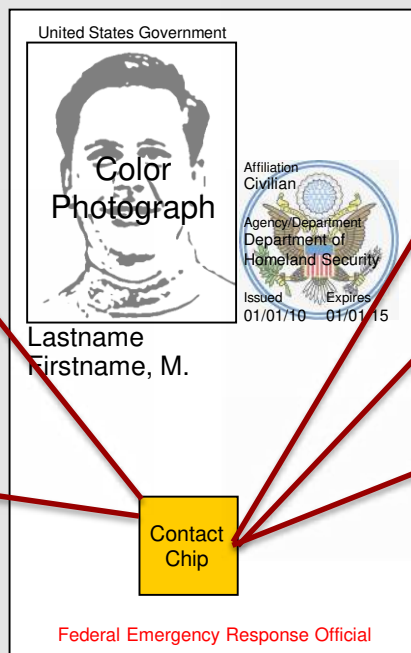 United States Government
Color
Photograph
Affiliation
Civilian
Agency/Department
Department of
Homeland Security
Issued Expires
01/01/10 01/01/15
Lastname
Firstname, M.
Contact
Chip
Federal Emergency Response Official